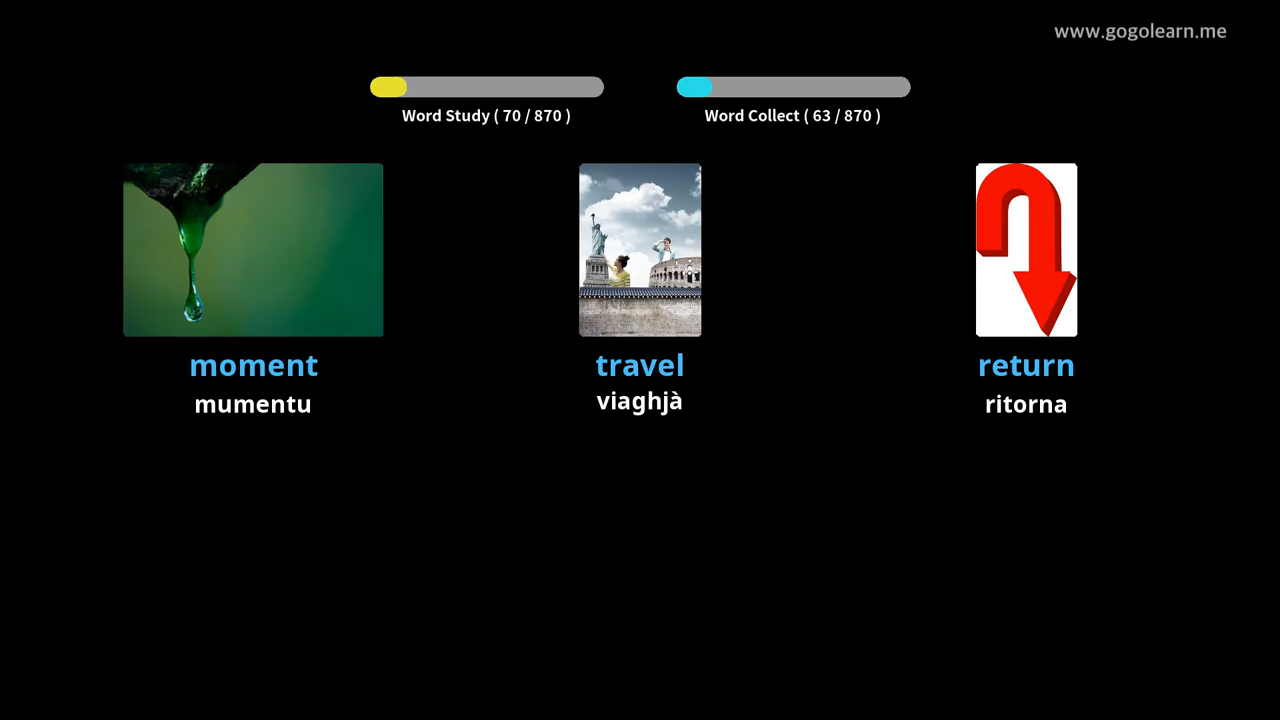 www.gogolearn.me
Word Study ( 70 / 870 )
Word Collect ( 63 / 870 )
moment
travel
return
mumentu
viaghjà
ritorna